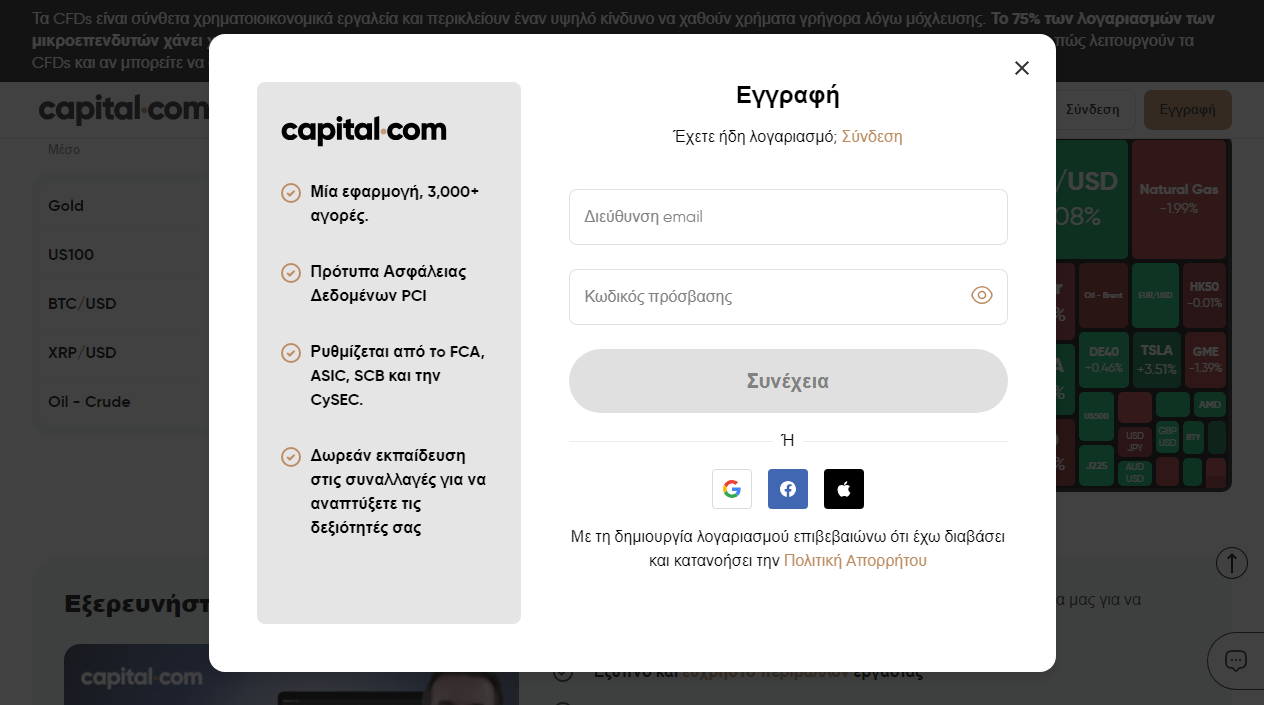 Τα CFDs είναι σύνθετα χρηματοιοικονομικά εργαλεία και περικλείουν έναν υψηλό κίνδυνο να χαθούν χρήματα γρήγορα λόγω μόχλευσης. Το 75% των λογαριασμών των
μικροεπενδυτών χάνει
πώς λειτουργούν τα
CFDs και αν μπορείτε να
capital.com
Σύνδεση
Εγγραφή
Μέσο
Gold
US100
BTC/USD
XRP/USD
Oil - Crude
capital.com
Μία εφαρμογή, 3,000+
αγορές.
Πρότυπα Ασφάλειας
Δεδομένων PCI
Ρυθμίζεται από το FCA,
ASIC, SCB και την
CySEC.
Δωρεάν εκπαίδευση
στις συναλλαγές για να
αναπτύξετε τις
δεξιότητές σας
Εγγραφή
Έχετε ήδη λογαριασμό; Σύνδεση
Διεύθυνση email
Κωδικός πρόσβασης
Συνέχεια
Ή
Με τη δημιουργία λογαριασμού επιβεβαιώνω ότι έχω διαβάσει
και κατανοήσει την Πολιτική Απορρήτου
/USD
08%
Natural Gas
-1.99%
Oil - Brent
EUR/USD
HK50
-0.01%
DE40
+0.46%
TSLA
+3.51%
GME
-1.39%
US500
AMD
USD
JPY
GBP
USD
RTY
J225
AUD
USD
α μας για να
capital.com
Έξυπνο και εύχρηστο περιβάλλον εργασίας